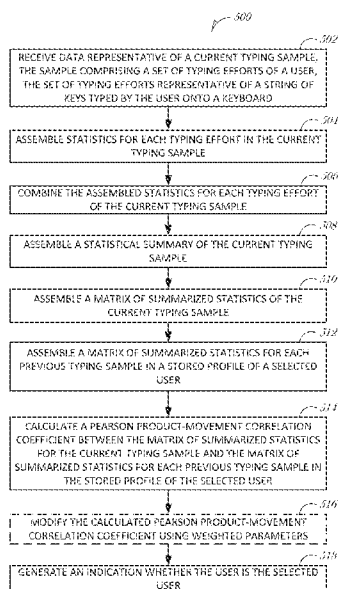 500
502
RECEIVE DATA REPRESENTATIVE OF A CURRENT TYPING SAMPLE,
THE SAMPLE COMPRISING A SET OF TYPING EFFORTS OF A USER,
THE SET OF TYPING EFFORTS REPRESENTATIVE OF A STRING OF
KEYS TYPED BY THE USER ONTO A KEYBOARD
504
ASSEMBLE STATISTICS FOR EACH TYPING EFFORT IN THE CURRENT
TYPING SAMPLE
506
COMBINE THE ASSEMBLED STATISTICS FOR EACH TYPING EFFORT
OF THE CURRENT TYPING SAMPLE
508
ASSEMBLE A STATISTICAL SUMMARY OF THE CURRENT TYPING
SAMPLE
510
ASSEMBLE A MATRIX OF SUMMARIZED STATISTICS OF THE
CURRENT TYPING SAMPLE
512
ASSEMBLE A MATRIX OF SUMMARIZED STATISTICS FOR EACH
PREVIOUS TYPING SAMPLE IN A STORED PROFILE OF A SELECTED
USER
514
CALCULATE A PEARSON PRODUCT-MOVEMENT CORRELATION
COEFFICIENT BETWEEN THE MATRIX OF SUMMARIZED STATISTICS
FOR THE CURRENT TYPING SAMPLE AND THE MATRIX OF
SUMMARIZED STATISTICS FOR EACH PREVIOUS TYPING SAMPLE IN
THE STORED PROFILE OF THE SELECTED USER
516
MODIFY THE CALCULATED PEARSON PRODUCT-MOVEMENT
CORRELATION COEFFICIENT USING WEIGHTED PARAMETERS
518
GENERATE AN INDICATION WHETHER THE USER IS THE SELECTED
USER